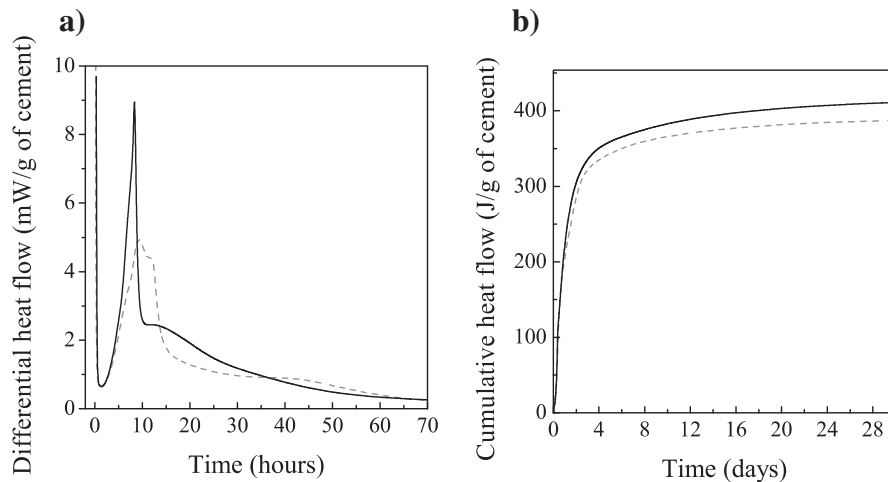 a)
Differential heat flow (mW/g of cement)
10
8
6
4
2
0
0 10 20 30 40 50 60 70
Time (hours)
b)
Cumulative heat flow (J/g of cement)
400
300
200
100
0
0 4 8 12 16 20 24 28
Time (days)